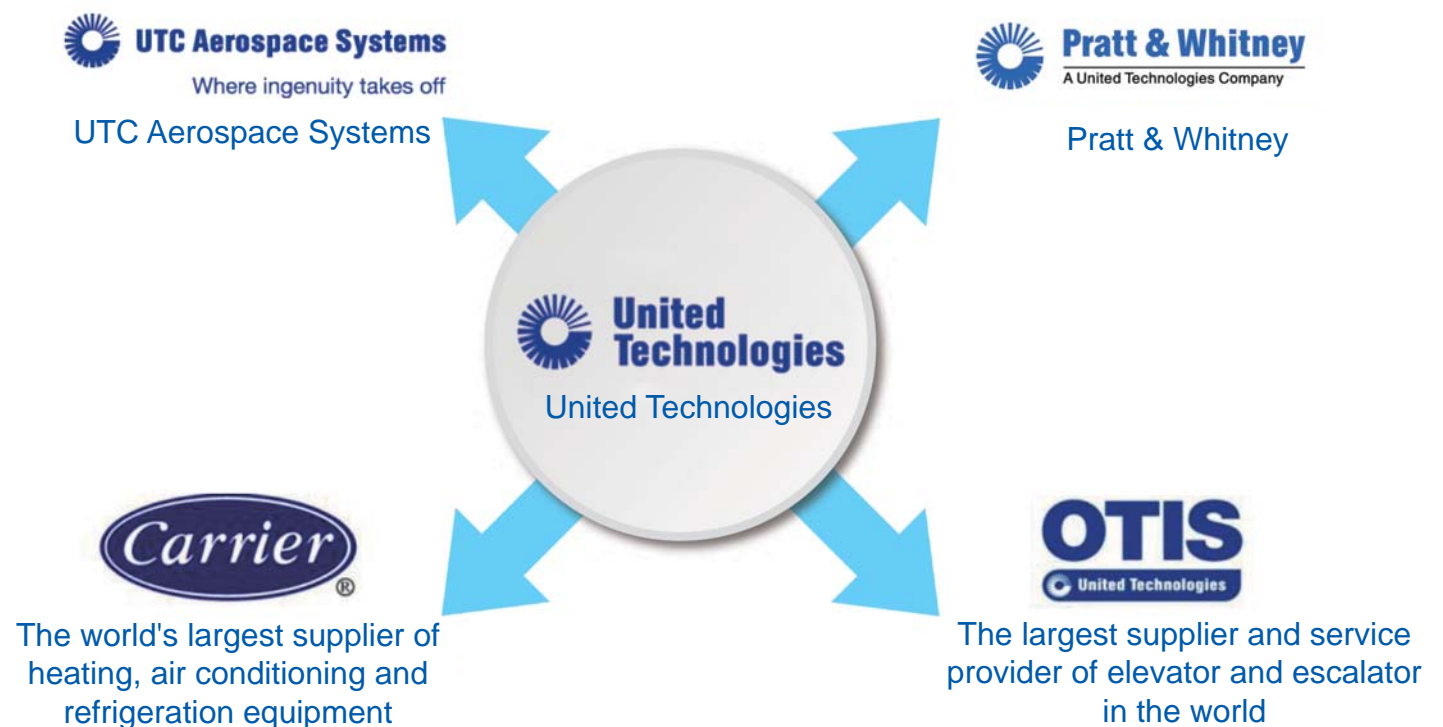 UTC Aerospace Systems
Where ingenuity takes off
UTC Aerospace Systems
Pratt & Whitney
A United Technologies Company
Pratt & Whitney
United
Technologies
United Technologies
Carrier
®
The world's largest supplier of
heating, air conditioning and
refrigeration equipment
OTIS
United Technologies
The largest supplier and service
provider of elevator and escalator
in the world